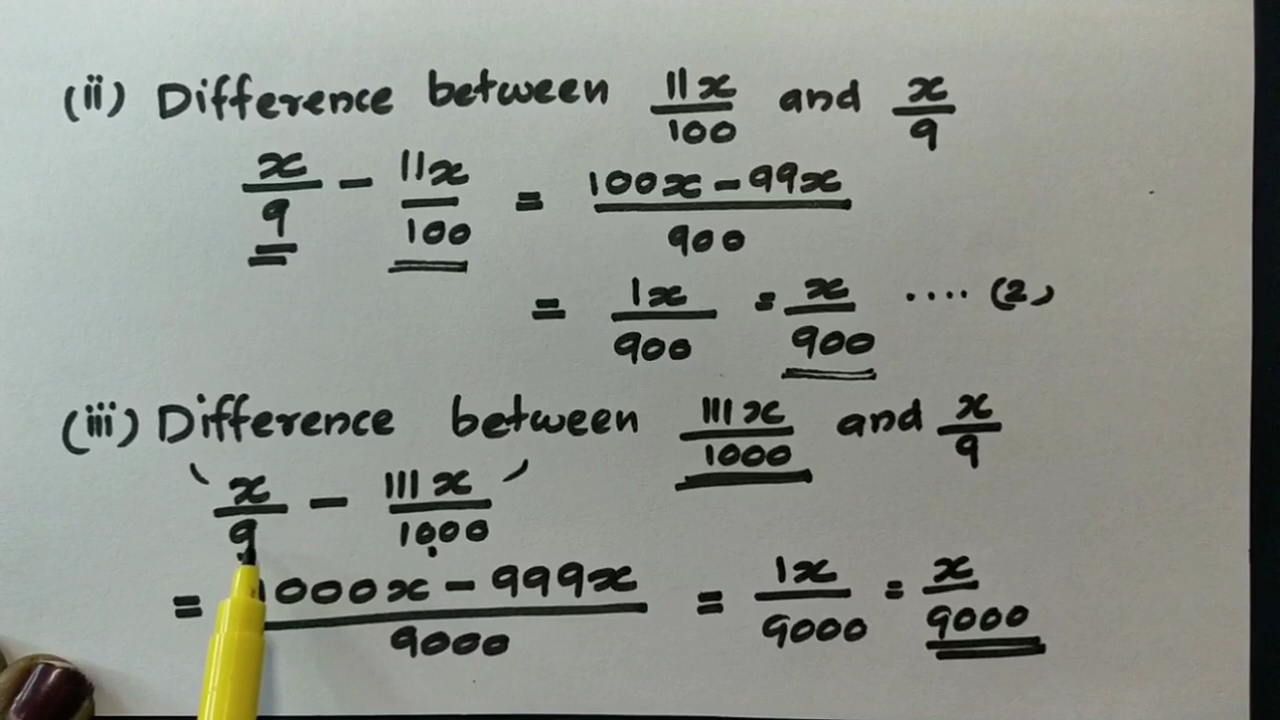 (ii) Difference between 11x/100 and x/9
x/9 - 11x/100 = 100x - 99x/900
= 1x/900 = x/900 .... (2)
(iii) Difference between 111x/1000 and x/9
x/9 - 111x/1000
= 1000x - 999x/9000 = 1x/9000 = x/9000